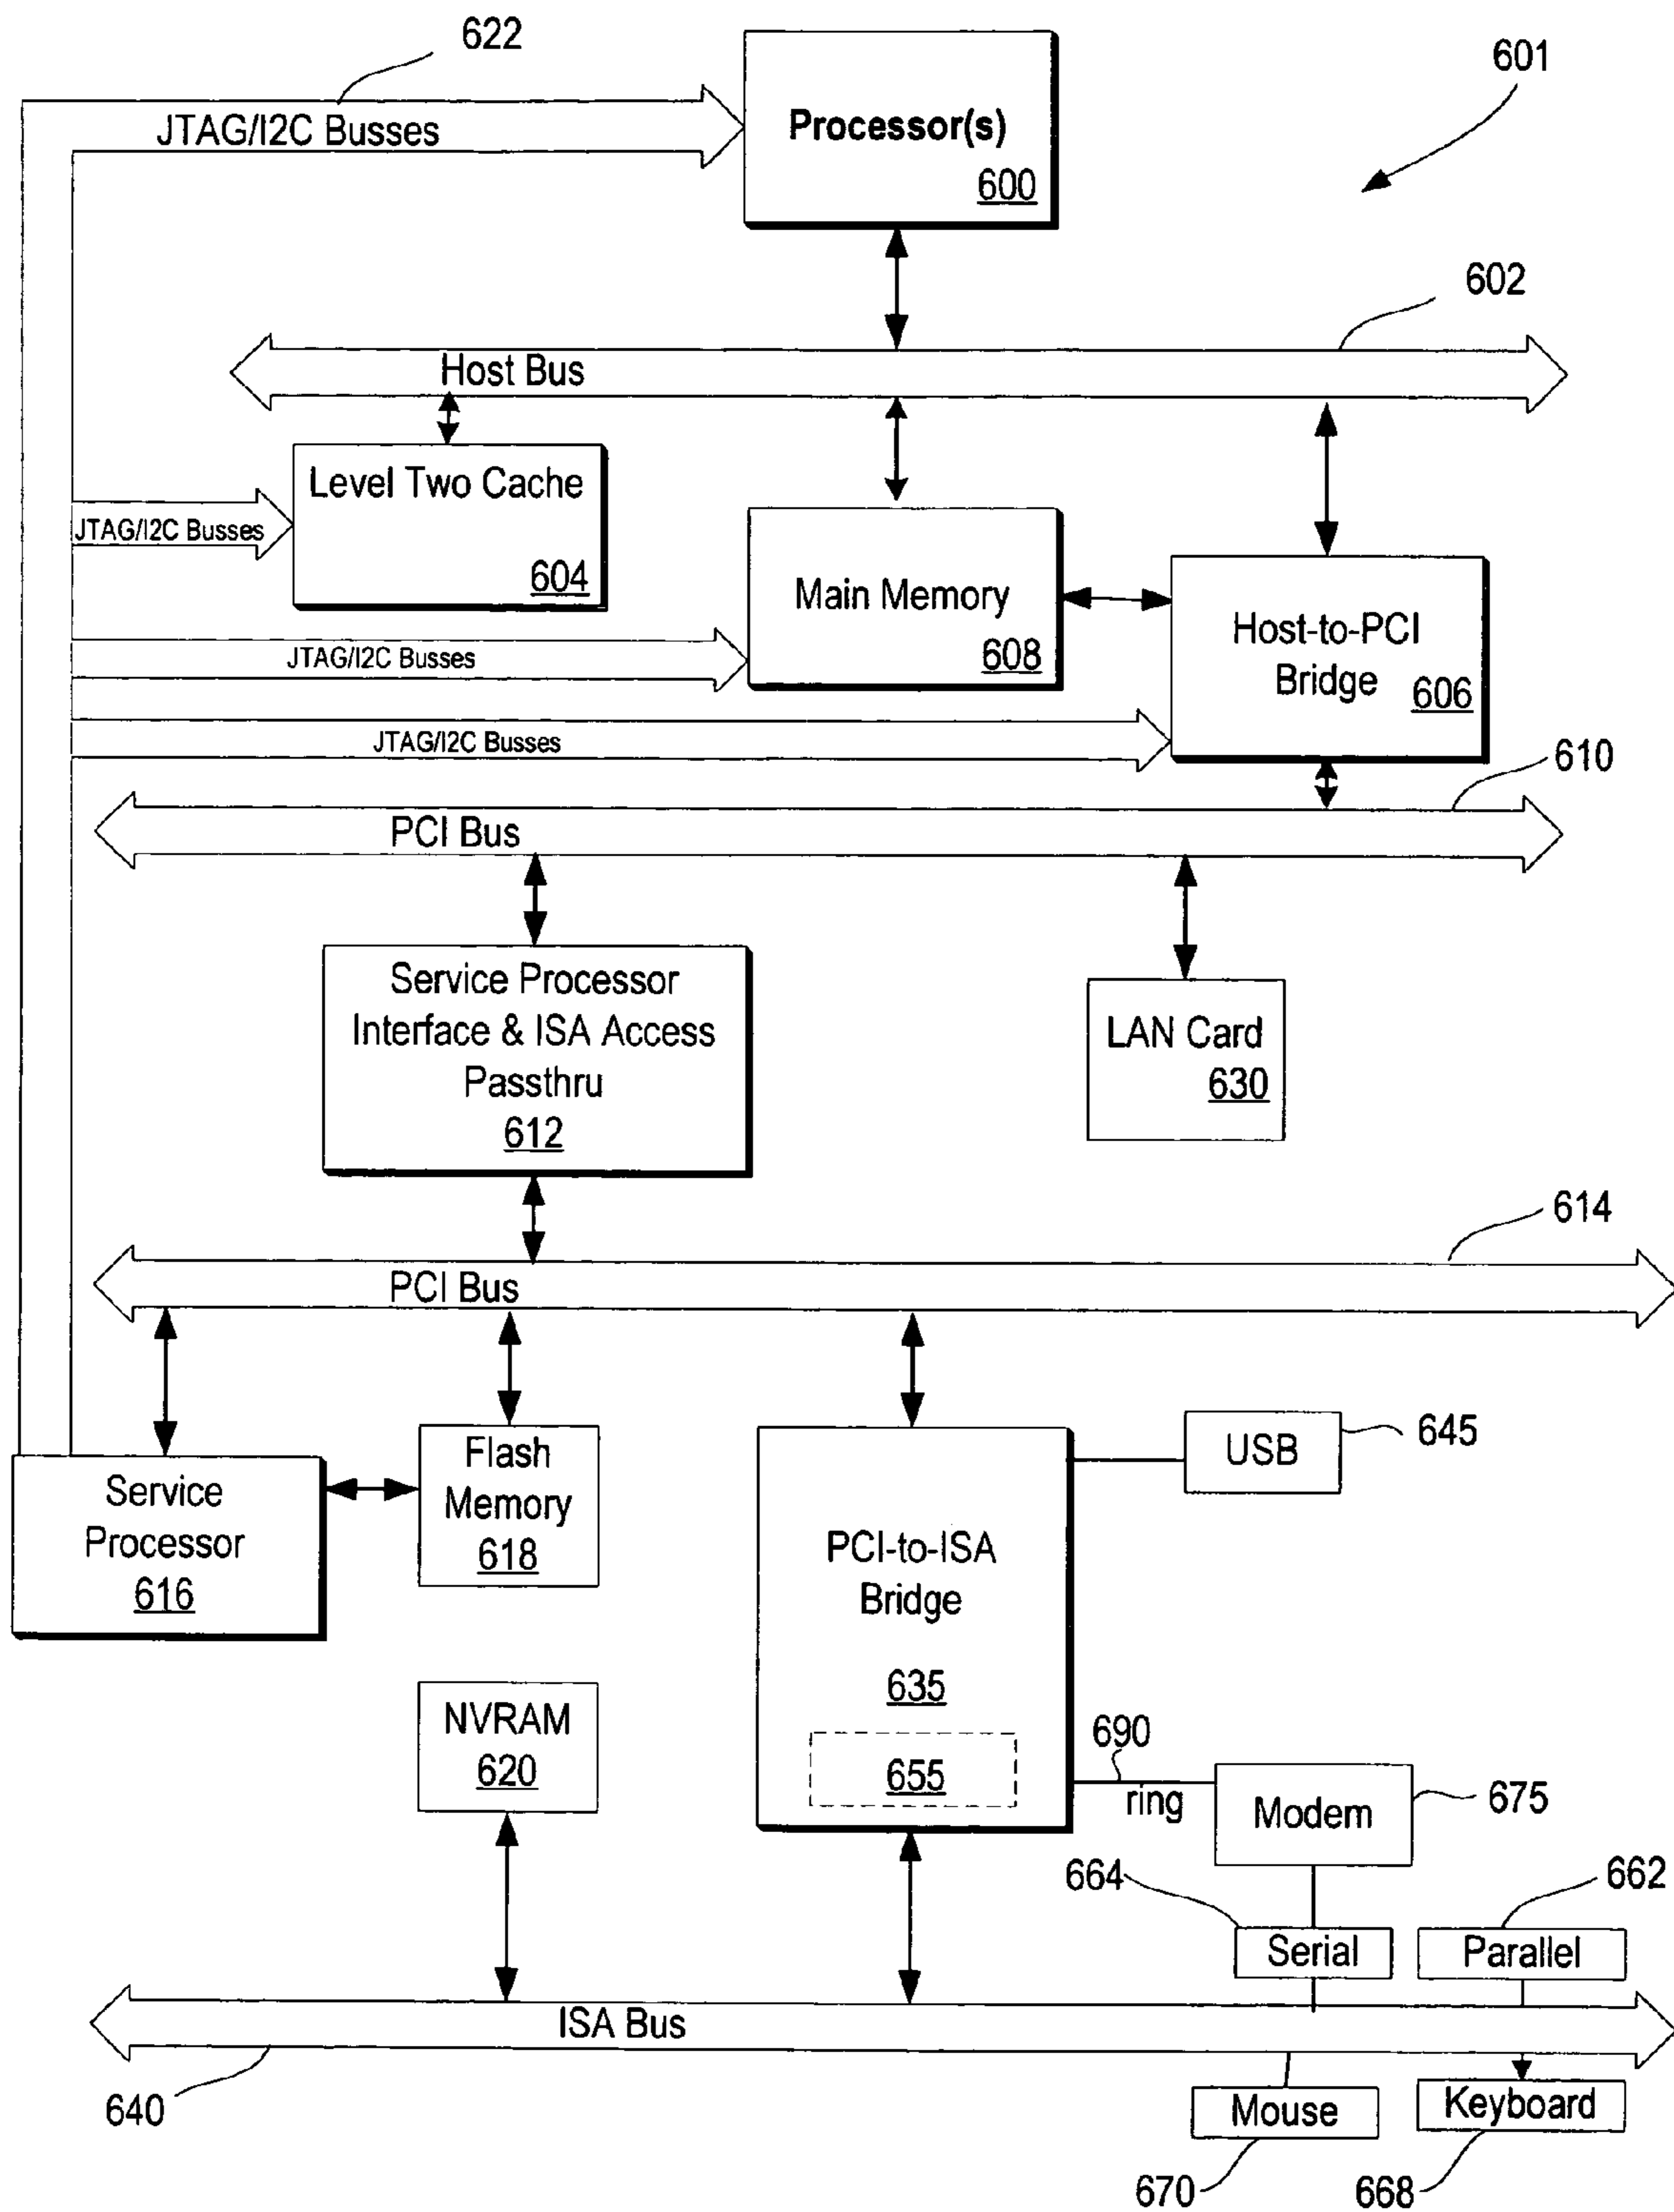 622
601
JTAG/I2C Busses
Processor(s)
600
602
Host Bus
Level Two Cache
604
JTAG/I2C Busses
Main Memory
608
Host-to-PCI
Bridge
606
JTAG/I2C Busses
JTAG/I2C Busses
610
PCI Bus
Service Processor
Interface & ISA Access
Passthru
612
LAN Card
630
614
PCI Bus
Service
Processor
616
Flash
Memory
618
PCI-to-ISA
Bridge
635
655
USB
645
NVRAM
620
690
ring
Modem
675
664
662
Serial
Parallel
ISA Bus
640
Mouse
Keyboard
670
668